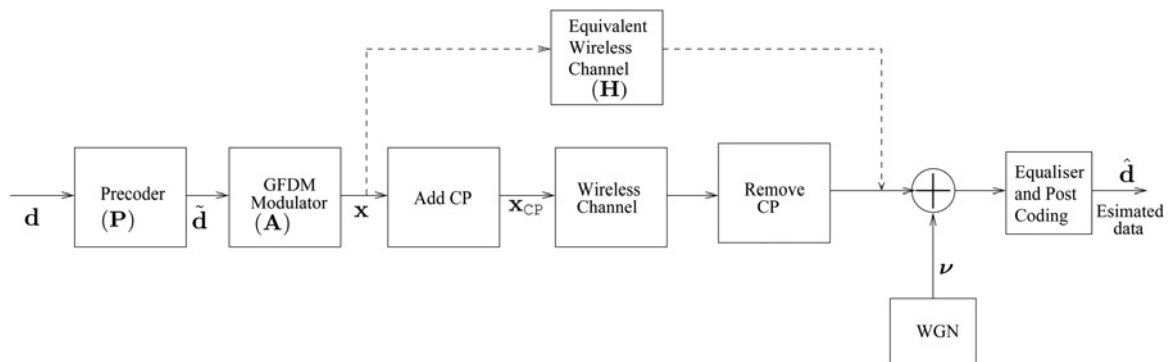 Equivalent
Wireless
Channel
(H)
d
Precoder
(P)
d̃
GFDM
Modulator
(A)
x
Add CP
x_CP
Wireless
Channel
Remove
CP
Equaliser
and Post
Coding
d̂
Esimated
data
ν
WGN